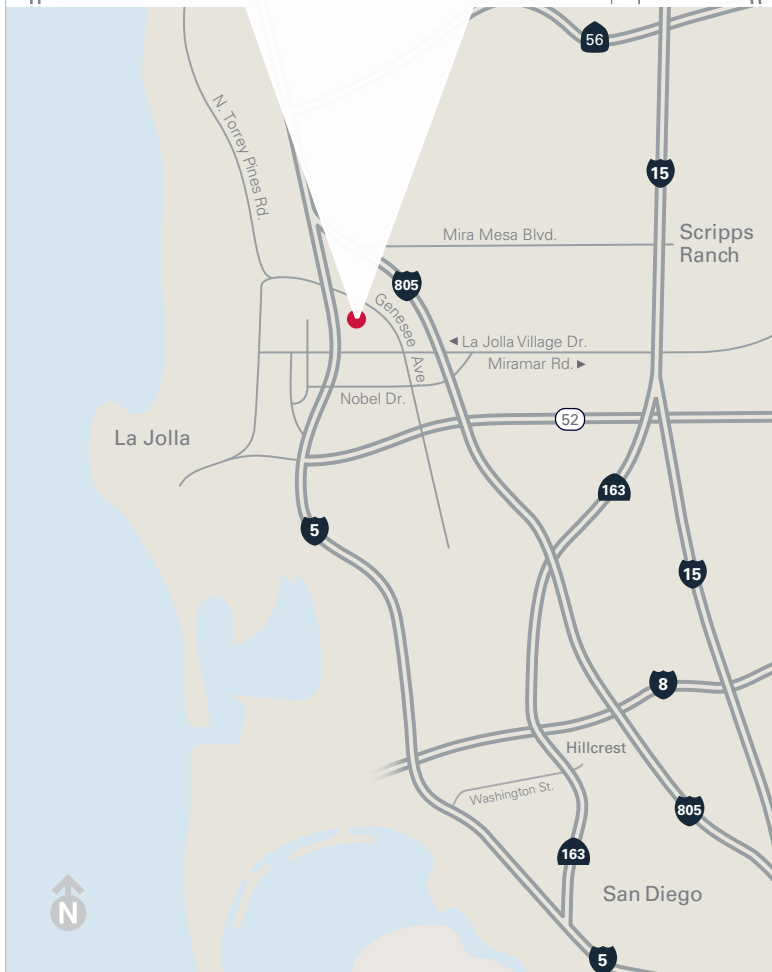 56
N. Torrey Pines Rd.
15
Mira Mesa Blvd.
Scripps
Ranch
805
Genesee Ave
La Jolla Village Dr.
Miramar Rd.
Nobel Dr.
52
La Jolla
163
5
15
8
Hillcrest
Washington St.
805
163
San Diego
N
5